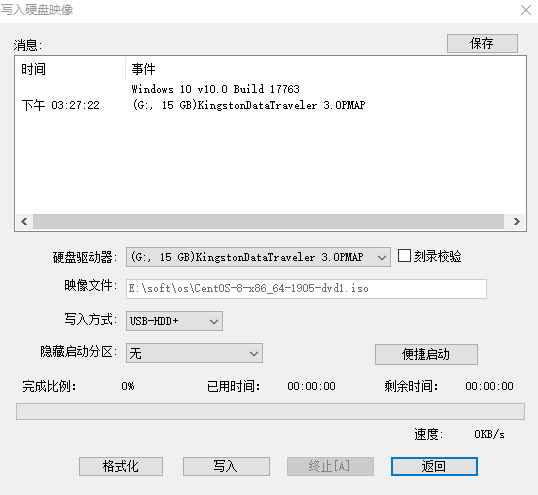 写入硬盘映像
消息:
保存
时间 事件
Windows 10 v10.0 Build 17763
下午 03:27:22 (G:, 15 GB)KingstonDataTraveler 3.0PMAP
硬盘驱动器: (G:, 15 GB)KingstonDataTraveler 3.0PMAP 刻录校验
映像文件: E:\soft\os\CentOS-8-x86_64-1905-dvd1.iso
写入方式: USB-HDD+
隐藏启动分区: 无 便捷启动
完成比例: 0% 已用时间: 00:00:00 剩余时间: 00:00:00
速度: 0KB/s
格式化 写入 终止[A] 返回